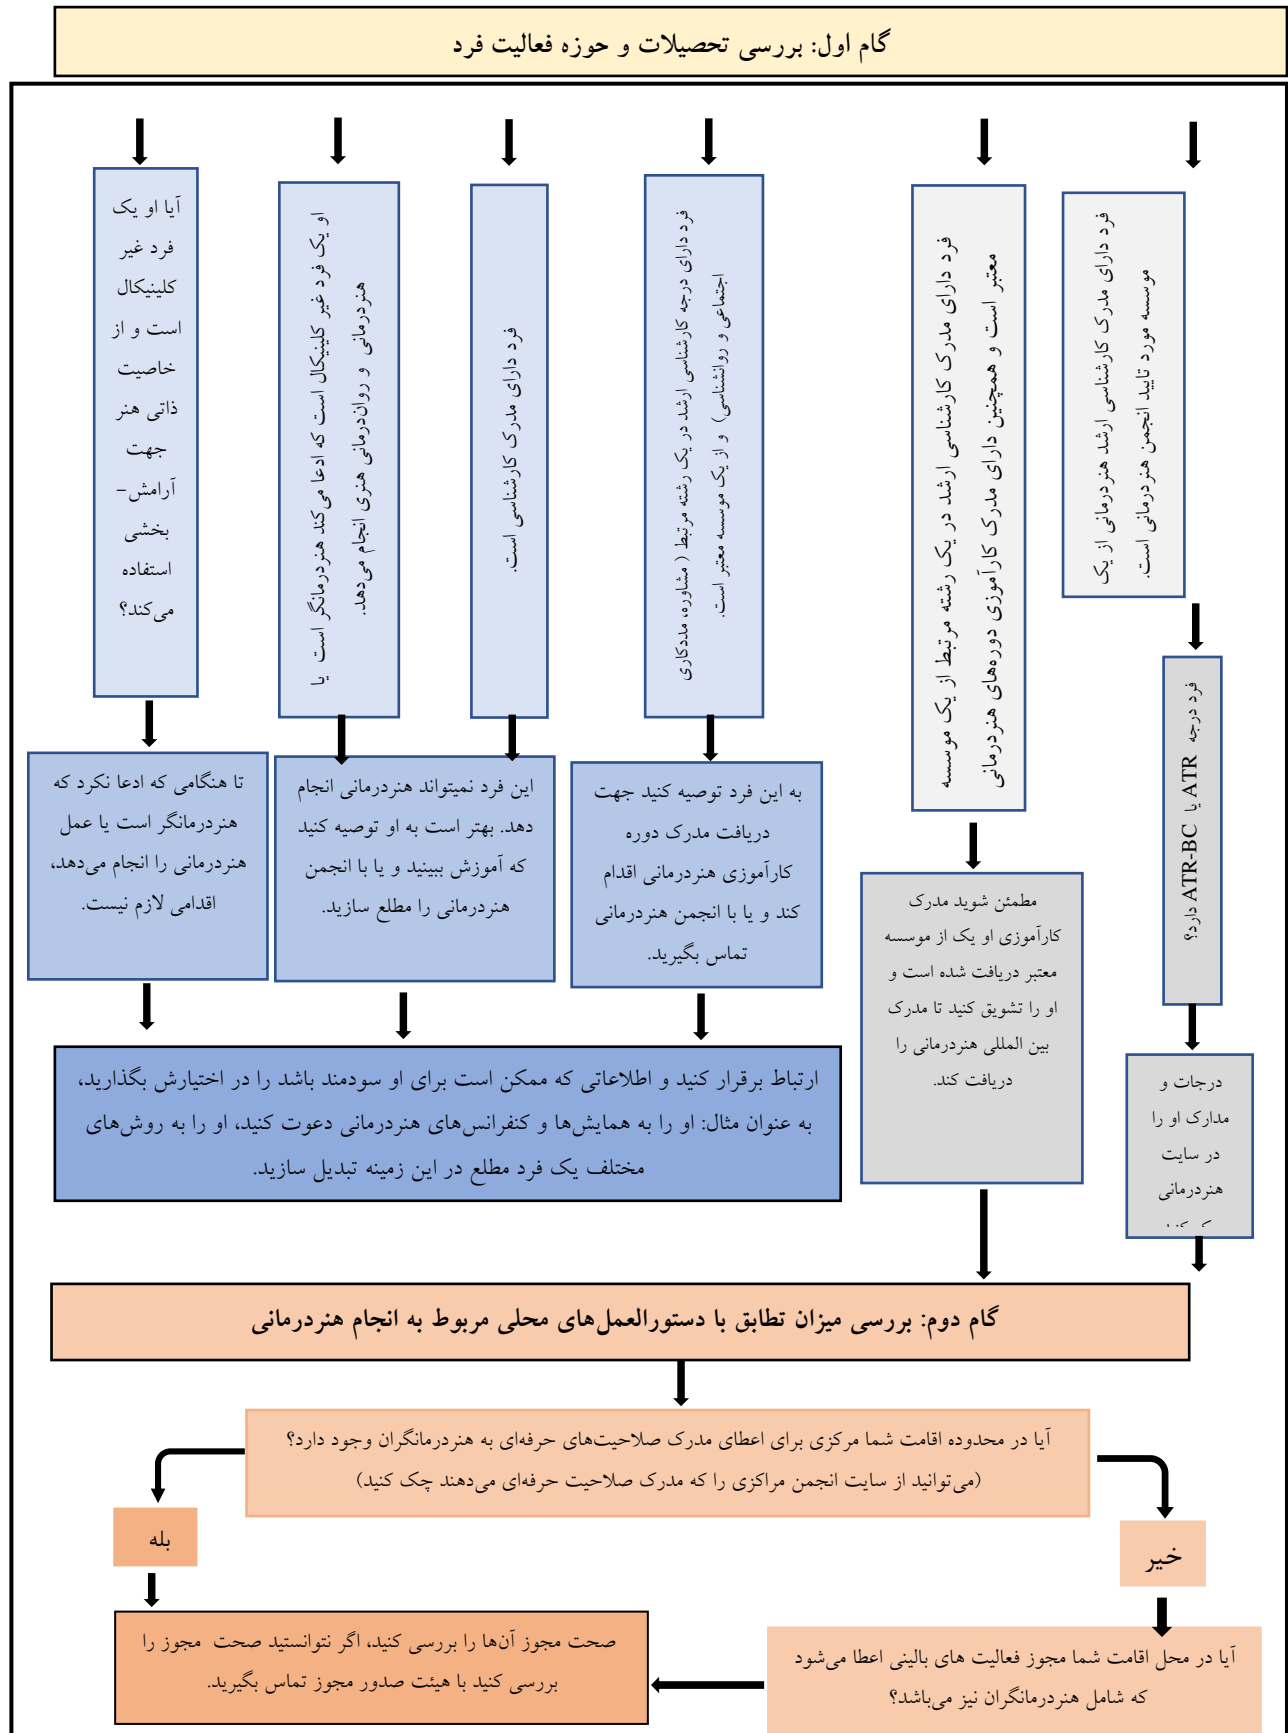 گام اول: بررسی تحصیلات و حوزه فعالیت فرد
فرد دارای مدرک کارشناسی ارشد هنردرمانی از یک
موسسه مورد تایید انجمن هنردرمانی است.
فرد دارای مدرک کارشناسی ارشد در یک رشته مرتبط از یک موسسه
معتبر است و همچنین دارای مدرک کارآموزی دوره‌های هنردرمانی
فرد دارای درجه کارشناسی ارشد در یک رشته مرتبط ( مشاوره، مددکاری
اجتماعی و روانشناسی) و از یک موسسه معتبر است.
فرد دارای مدرک کارشناسی است.
او یک فرد غیر کلینیکال است که ادعا می‌کند هنردرمانگر است یا
هنردرمانی و روان‌درمانی هنری انجام می‌دهد.
آیا او یک
فرد غیر
کلینیکال
است و از
خاصیت
ذاتی هنر
جهت
آرامش-
بخشی
استفاده
می‌کند؟
فرد درجه ATR یا ATR-BC دارد؟
درجات و
مدارک او را
در سایت
هنردرمانی
مطمئن شوید مدرک
کارآموزی او یک از موسسه
معتبر دریافت شده است و
او را تشویق کنید تا مدرک
بین المللی هنردرمانی را
دریافت کند.
به این فرد توصیه کنید جهت
دریافت مدرک دوره
کارآموزی هنردرمانی اقدام
کند و یا با انجمن هنردرمانی
تماس بگیرید.
این فرد نمیتواند هنردرمانی انجام
دهد. بهتر است به او توصیه کنید
که آموزش ببینید و یا با انجمن
هنردرمانی را مطلع سازید.
تا هنگامی که ادعا نکرد که
هنردرمانگر است یا عمل
هنردرمانی را انجام می‌دهد،
اقدامی لازم نیست.
ارتباط برقرار کنید و اطلاعاتی که ممکن است برای او سودمند باشد را در اختیارش بگذارید،
به عنوان مثال: او را به همایش‌ها و کنفرانس‌های هنردرمانی دعوت کنید، او را به روش‌های
مختلف یک فرد مطلع در این زمینه تبدیل سازید.
گام دوم: بررسی میزان تطابق با دستورالعمل‌های محلی مربوط به انجام هنردرمانی
آیا در محدوده اقامت شما مرکزی برای اعطای مدرک صلاحیت‌های حرفه‌ای به هنردرمانگران وجود دارد؟
(می‌توانید از سایت انجمن مراکزی را که مدرک صلاحیت حرفه‌ای می‌دهند چک کنید)
خیر
بله
آیا در محل اقامت شما مجوز فعالیت های بالینی اعطا می‌شود
که شامل هنردرمانگران نیز می‌باشد؟
صحت مجوز آن‌ها را بررسی کنید، اگر نتوانستید صحت مجوز را
بررسی کنید با هیئت صدور مجوز تماس بگیرید.